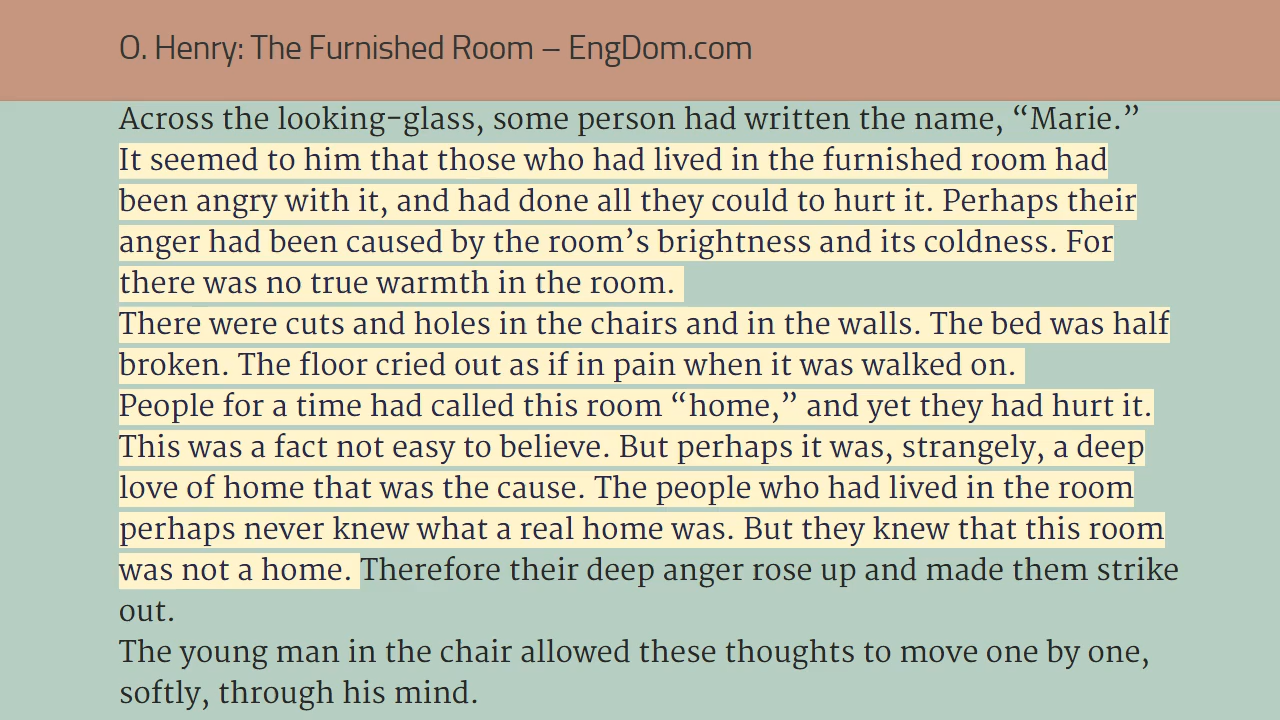 O. Henry: The Furnished Room – EngDom.com
Across the looking-glass, some person had written the name, “Marie.”
It seemed to him that those who had lived in the furnished room had
been angry with it, and had done all they could to hurt it. Perhaps their
anger had been caused by the room’s brightness and its coldness. For
there was no true warmth in the room.
There were cuts and holes in the chairs and in the walls. The bed was half
broken. The floor cried out as if in pain when it was walked on.
People for a time had called this room “home,” and yet they had hurt it.
This was a fact not easy to believe. But perhaps it was, strangely, a deep
love of home that was the cause. The people who had lived in the room
perhaps never knew what a real home was. But they knew that this room
was not a home. Therefore their deep anger rose up and made them strike
out.
The young man in the chair allowed these thoughts to move one by one,
softly, through his mind.